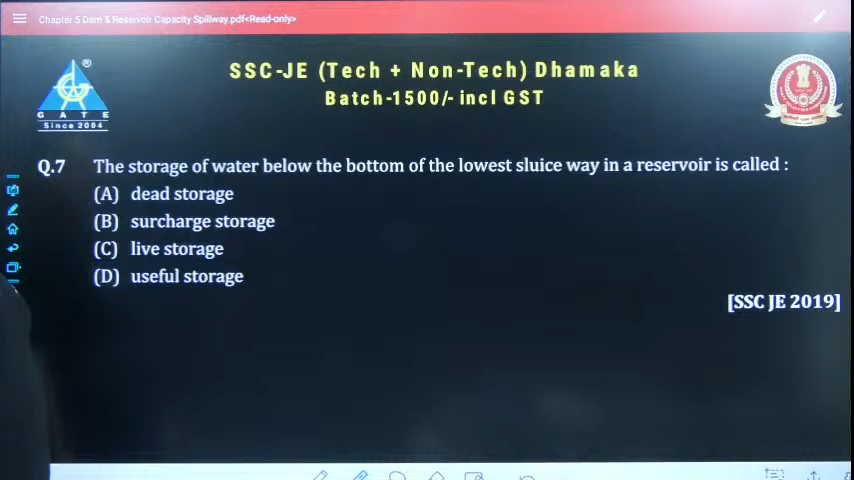 Chapter 5 Dam & Reservoir Capacity Spillway.pdf<Read-only>
SSC-JE (Tech + Non-Tech) Dhamaka
Batch-1500/- incl GST
®
GATE
Since 2004
Q.7 The storage of water below the bottom of the lowest sluice way in a reservoir is called :
(A) dead storage
(B) surcharge storage
(C) live storage
(D) useful storage
[SSC JE 2019]